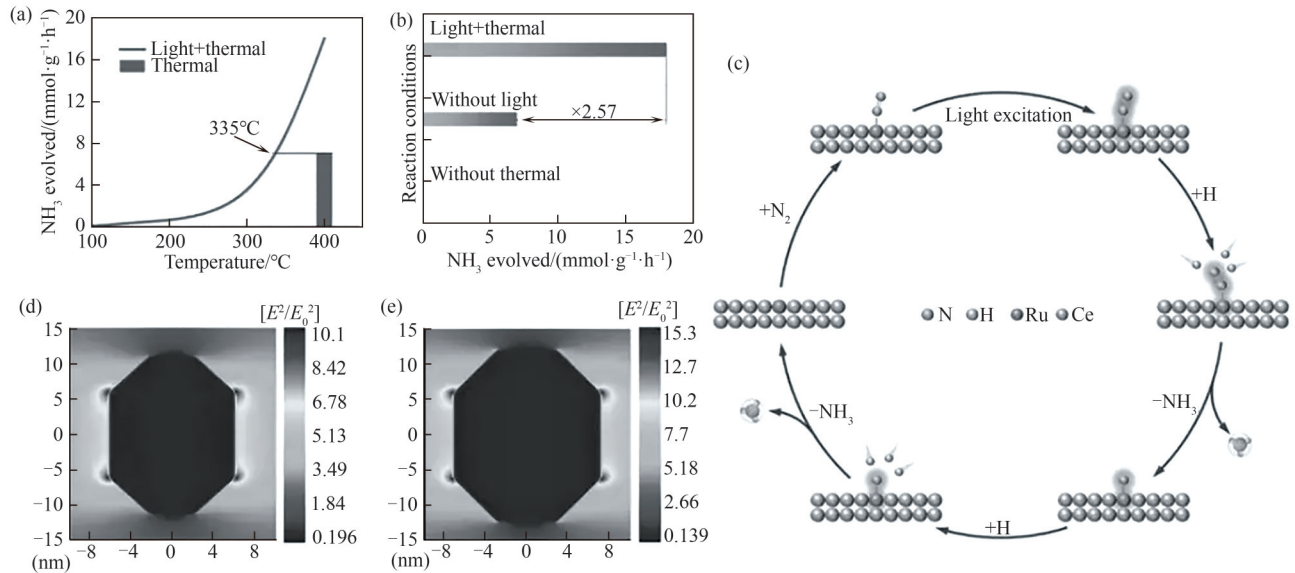 (a)
NH₃ evolved/(mmol·g⁻¹·h⁻¹)
20
16
12
8
4
0
Light+thermal
Thermal
335℃
100
200
300
400
Temperature/℃
(b)
Reaction conditions
Light+thermal
Without light
×2.57
Without thermal
0
5
10
15
20
NH₃ evolved/(mmol·g⁻¹·h⁻¹)
(c)
Light excitation
+H
−NH₃
+H
−NH₃
+N₂
N H Ru Ce
(d)
[E²/E₀²]
15
10
5
0
−5
−10
−15
(nm)
−8
−4
0
4
8
10.1
8.42
6.78
5.13
3.49
1.84
0.196
(e)
[E²/E₀²]
15
10
5
0
−5
−10
−15
(nm)
−8
−4
0
4
8
15.3
12.7
10.2
7.7
5.18
2.66
0.139